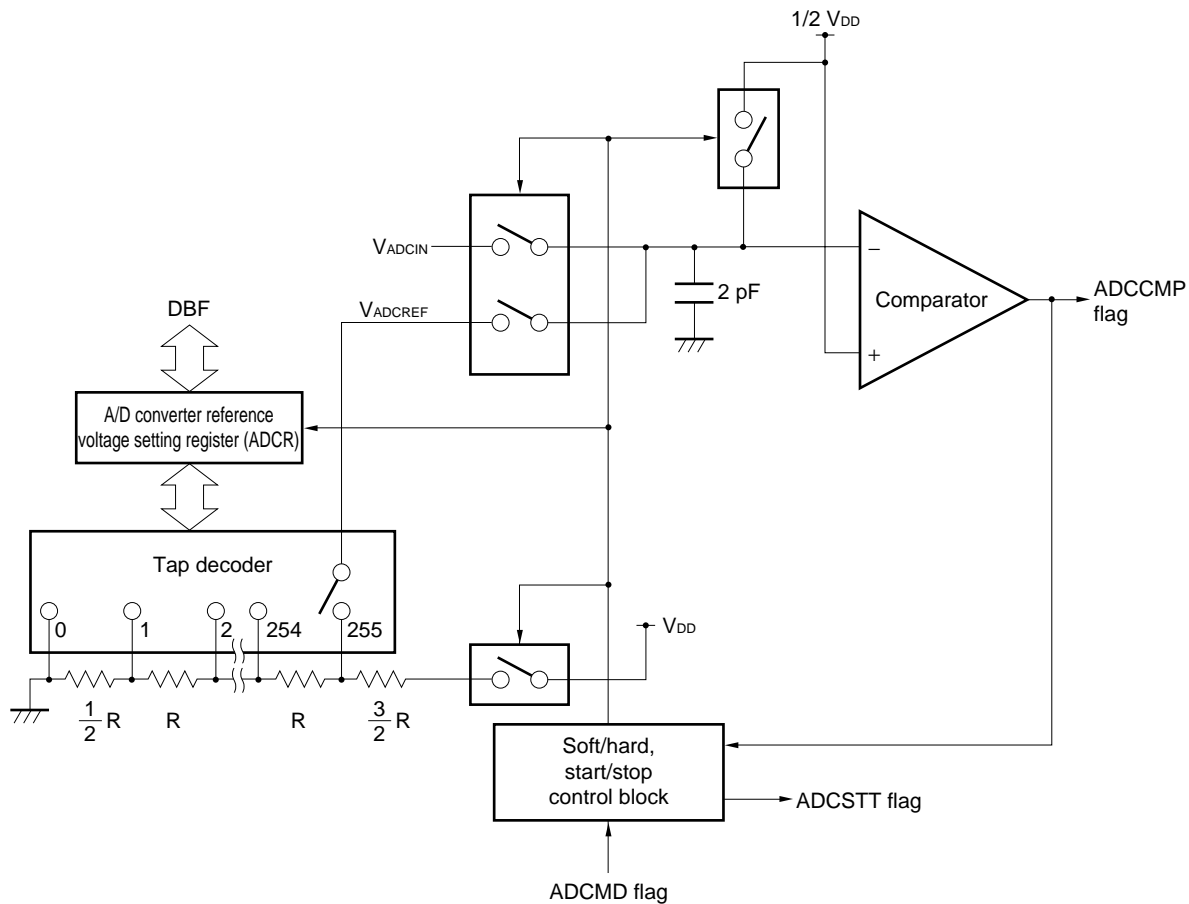 1/2 VDD
VADCIN
VADCREF
2 pF
−
Comparator
+
ADCCMP
flag
DBF
A/D converter reference
voltage setting register (ADCR)
Tap decoder
0
1
2
254
255
VDD
1/2 R
R
R
3/2 R
Soft/hard,
start/stop
control block
ADCSTT flag
ADCMD flag